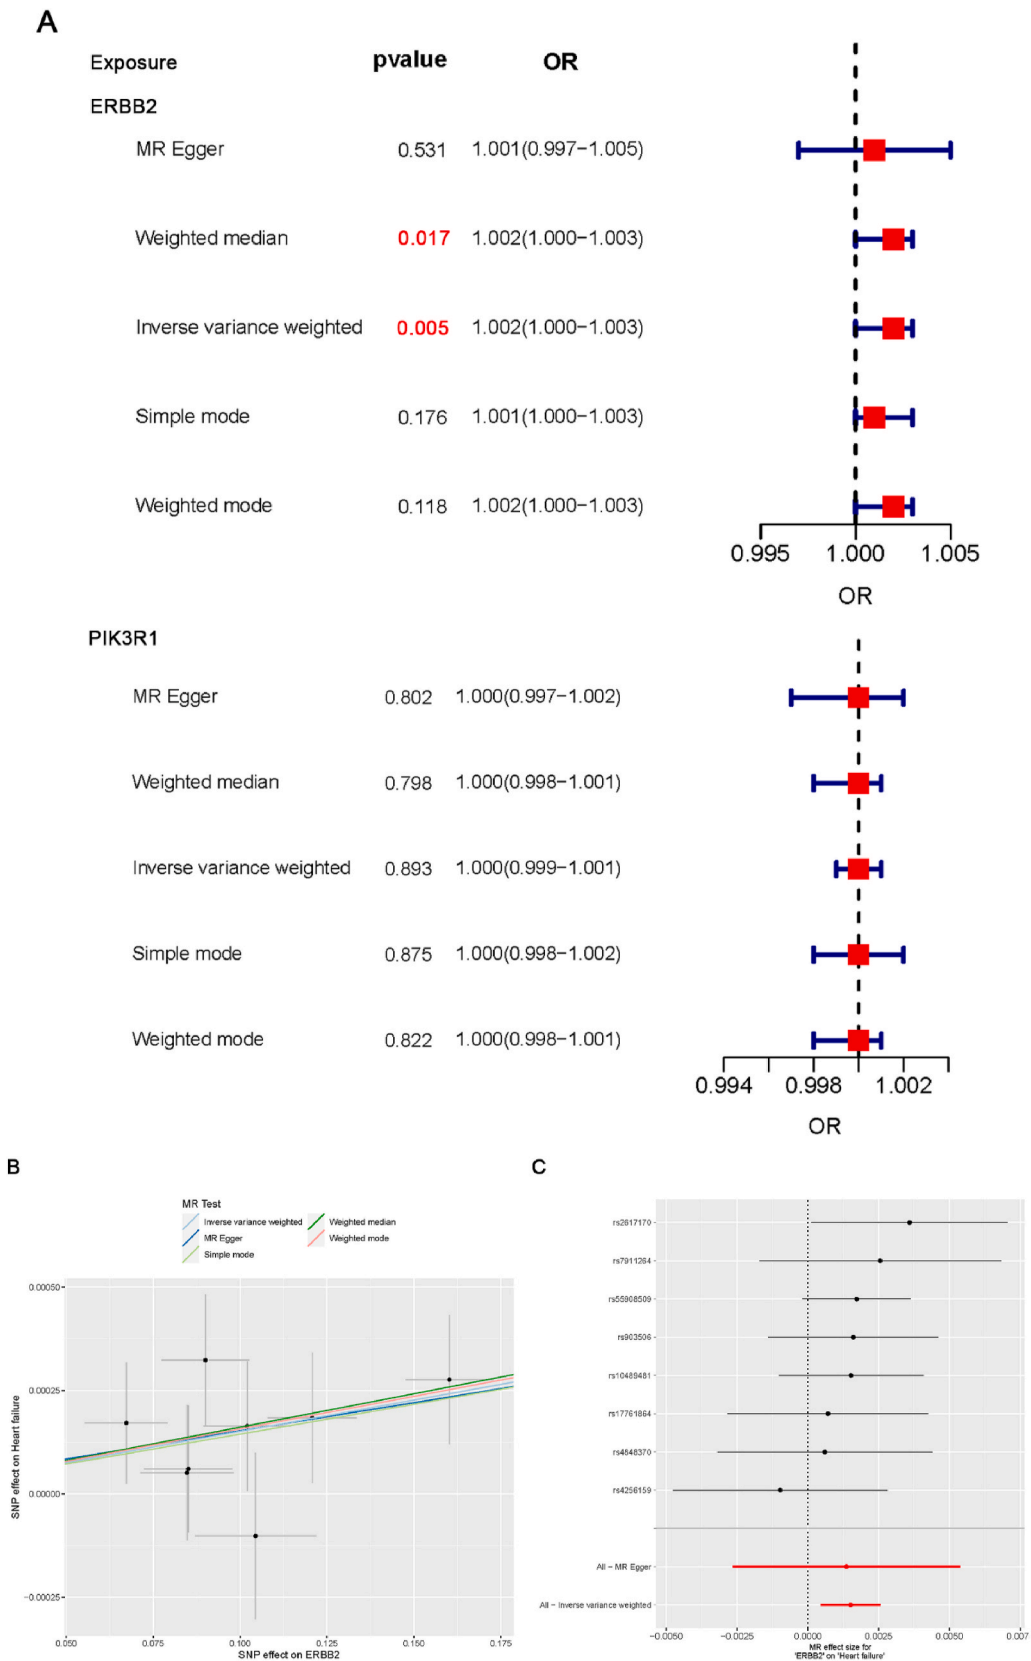 A
Exposure pvalue OR
ERBB2
MR Egger 0.531 1.001(0.997−1.005)
Weighted median 0.017 1.002(1.000−1.003)
Inverse variance weighted 0.005 1.002(1.000−1.003)
Simple mode 0.176 1.001(1.000−1.003)
Weighted mode 0.118 1.002(1.000−1.003)
0.995 1.000 1.005
OR
PIK3R1
MR Egger 0.802 1.000(0.997−1.002)
Weighted median 0.798 1.000(0.998−1.001)
Inverse variance weighted 0.893 1.000(0.999−1.001)
Simple mode 0.875 1.000(0.998−1.002)
Weighted mode 0.822 1.000(0.998−1.001)
0.994 0.998 1.002
OR
B
MR Test
Inverse variance weighted Weighted median
MR Egger Weighted mode
Simple mode
0.00050
0.00025
0.00000
−0.00025
SNP effect on Heart failure
0.050 0.075 0.100 0.125 0.150 0.175
SNP effect on ERBB2
C
rs2617170
rs7911264
rs55908509
rs903506
rs10489481
rs17761864
rs4848370
rs4256159
All − MR Egger
All − Inverse variance weighted
−0.0050 −0.0025 0.0000 0.0025 0.0050 0.007
MR effect size for
'ERBB2' on 'Heart failure'